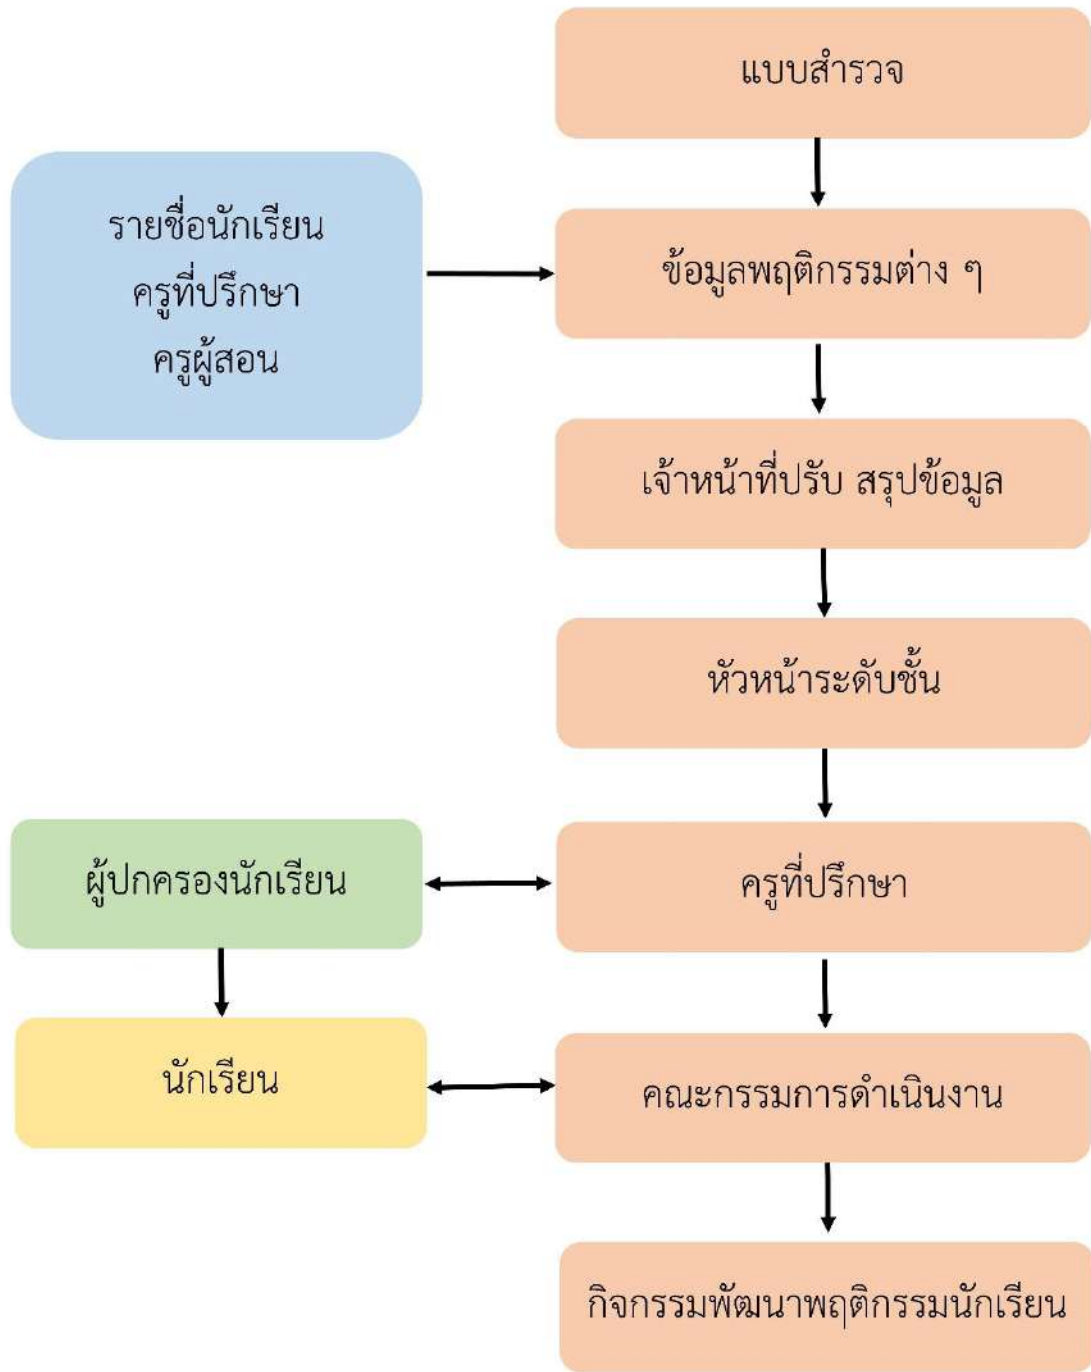 แบบสำรวจ
รายชื่อนักเรียน
ครูที่ปรึกษา
ครูผู้สอน
ข้อมูลพฤติกรรมต่าง ๆ
เจ้าหน้าที่ปรับ สรุปข้อมูล
หัวหน้าระดับชั้น
ผู้ปกครองนักเรียน
ครูที่ปรึกษา
นักเรียน
คณะกรรมการดำเนินงาน
กิจกรรมพัฒนาพฤติกรรมนักเรียน